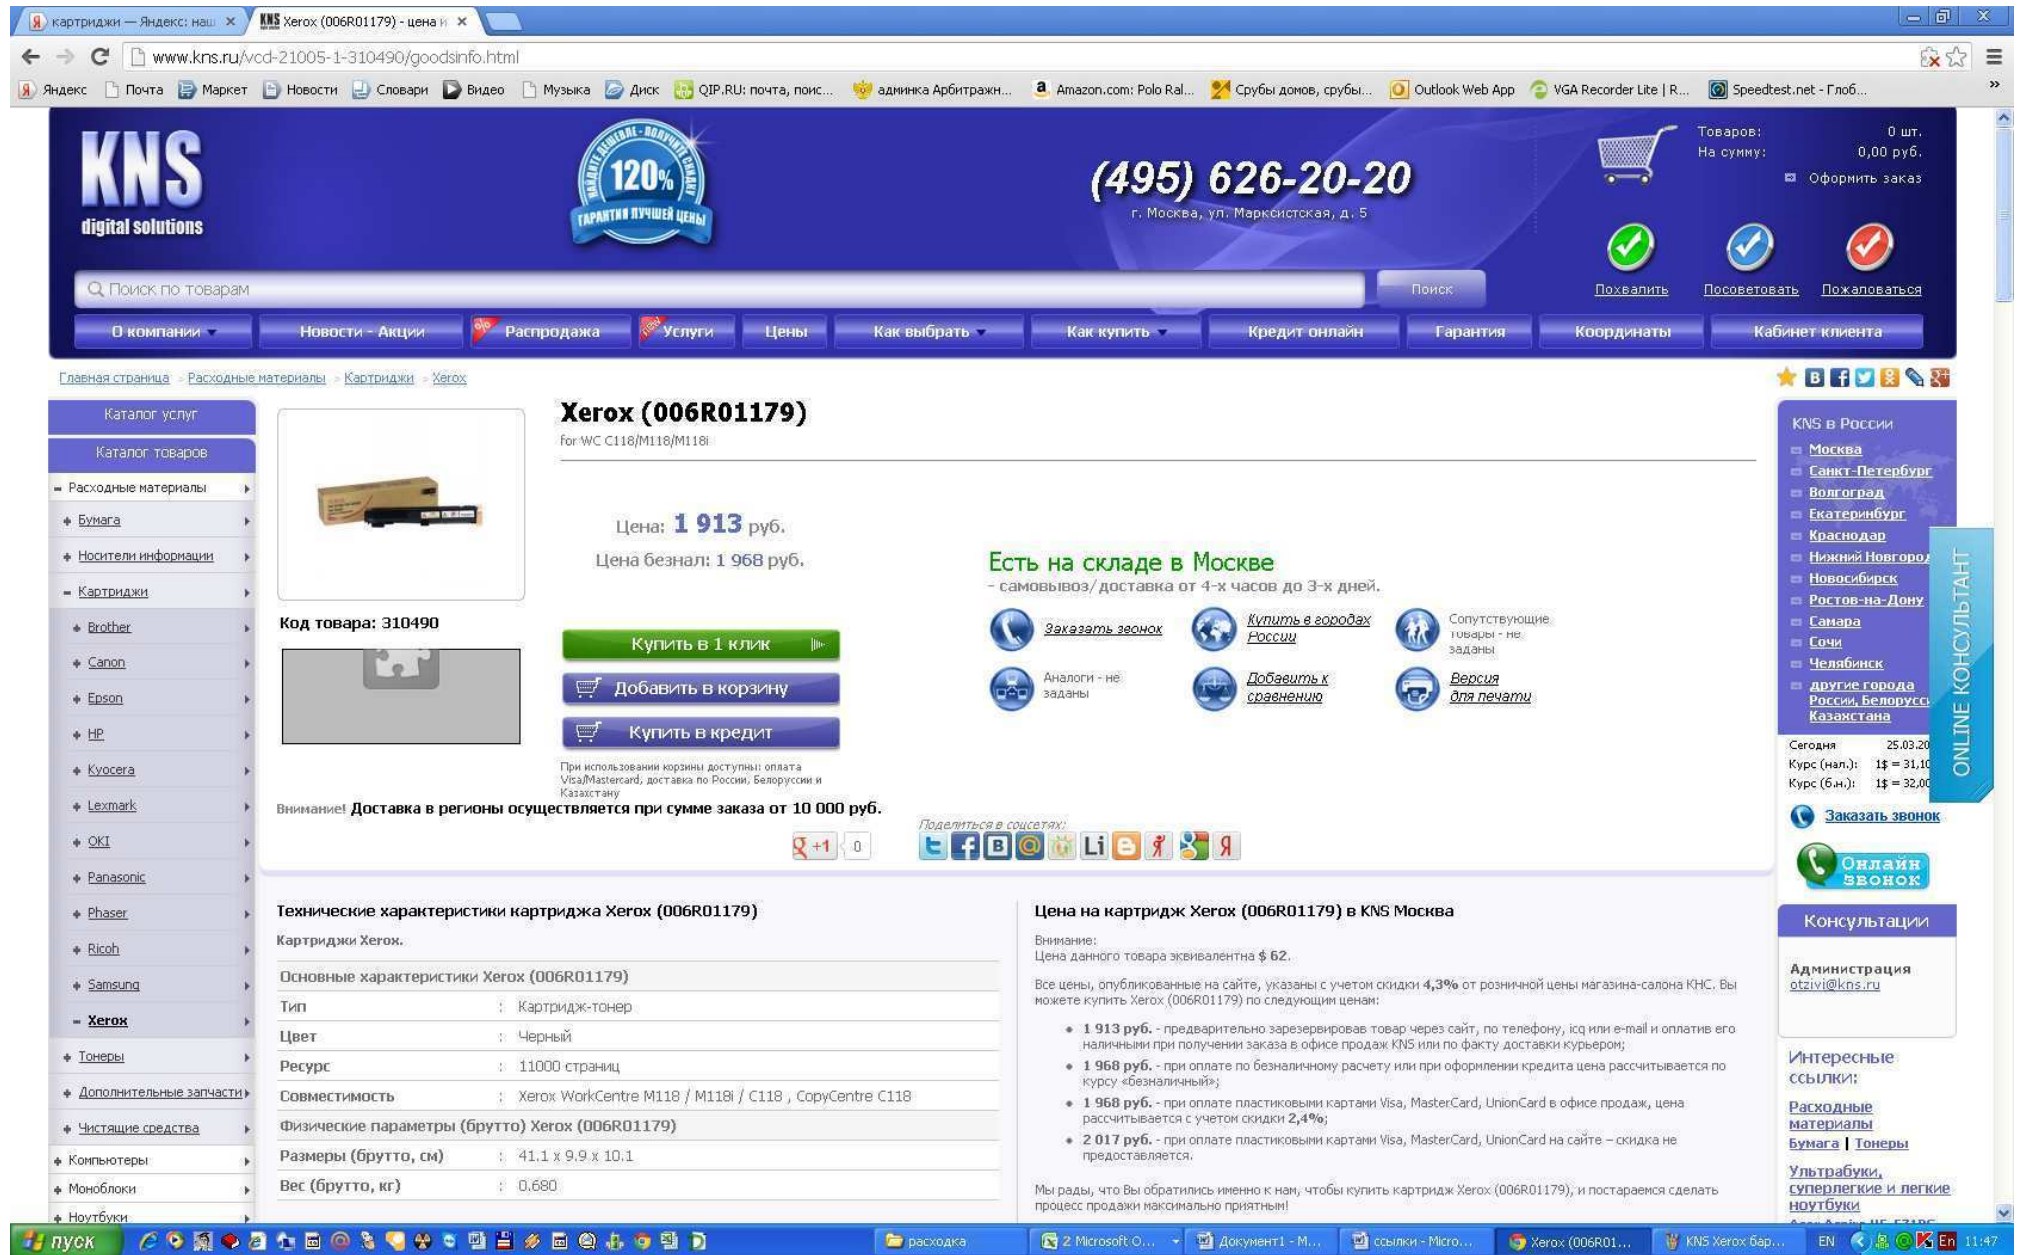 картриджи — Яндекс: наш
KNS Xerox (006R01179) - цена и
www.kns.ru/vcd-21005-1-310490/goodsinfo.html
Яндекс Почта Маркет Новости Словари Видео Музыка Диск QIP.RU: почта, поис... админка Арбитражн... Amazon.com: Polo Ral... Срубы домов, срубы... Outlook Web App VGA Recorder Lite | R... Speedtest.net - Глоб... »
KNS
digital solutions
НАЙДИТЕ ДЕШЕВЛЕ - ПОЛУЧИТЕ СКИДКУ
120%
ГАРАНТИЯ ЛУЧШЕЙ ЦЕНЫ
(495) 626-20-20
г. Москва, ул. Марксистская, д. 5
Товаров: 0 шт.
На сумму: 0,00 руб.
Оформить заказ
Похвалить Посоветовать Пожаловаться
Поиск по товарам Поиск
О компании Новости - Акции % Распродажа NEW Услуги Цены Как выбрать Как купить Кредит онлайн Гарантия Координаты Кабинет клиента
Главная страница » Расходные материалы » Картриджи » Xerox
Каталог услуг
Каталог товаров
Расходные материалы
Бумага
Носители информации
Картриджи
Brother
Canon
Epson
HP
Kyocera
Lexmark
OKI
Panasonic
Phaser
Ricoh
Samsung
Xerox
Тонеры
Дополнительные запчасти
Чистящие средства
Компьютеры
Моноблоки
Ноутбуки
Xerox (006R01179)
for WC C118/M118/M118i
Цена: 1 913 руб.
Цена безнал: 1 968 руб.
Код товара: 310490
Купить в 1 клик
Добавить в корзину
Купить в кредит
При использовании корзины доступны: оплата
Visa/Mastercard, доставка по России, Белоруссии и
Казахстану
Внимание! Доставка в регионы осуществляется при сумме заказа от 10 000 руб.
Есть на складе в Москве
- самовывоз/доставка от 4-х часов до 3-х дней.
Заказать звонок
Купить в городах
России
Сопутствующие
товары - не
заданы
Аналоги - не
заданы
Добавить к
сравнению
Версия
для печати
+1 0
Поделиться в соцсетях:
Технические характеристики картриджа Xerox (006R01179)
Картриджи Xerox.
Основные характеристики Xerox (006R01179)
Тип : Картридж-тонер
Цвет : Черный
Ресурс : 11000 страниц
Совместимость : Xerox WorkCentre M118 / M118i / C118 , CopyCentre C118
Физические параметры (брутто) Xerox (006R01179)
Размеры (брутто, см) : 41.1 x 9.9 x 10.1
Вес (брутто, кг) : 0.680
Цена на картридж Xerox (006R01179) в KNS Москва
Внимание:
Цена данного товара эквивалентна $ 62.
Все цены, опубликованные на сайте, указаны с учетом скидки 4,3% от розничной цены магазина-салона КНС. Вы
можете купить Xerox (006R01179) по следующим ценам:
1 913 руб. - предварительно зарезервировав товар через сайт, по телефону, icq или e-mail и оплатив его
наличными при получении заказа в офисе продаж KNS или по факту доставки курьером;
1 968 руб. - при оплате по безналичному расчету или при оформлении кредита цена рассчитывается по
курсу «безналичный»;
1 968 руб. - при оплате пластиковыми картами Visa, MasterCard, UnionCard в офисе продаж, цена
рассчитывается с учетом скидки 2,4%;
2 017 руб. - при оплате пластиковыми картами Visa, MasterCard, UnionCard на сайте – скидка не
предоставляется.
Мы рады, что Вы обратились именно к нам, чтобы купить картридж Xerox (006R01179), и постараемся сделать
процесс продажи максимально приятным!
KNS в России
Москва
Санкт-Петербург
Волгоград
Екатеринбург
Краснодар
Нижний Новгород
Новосибирск
Ростов-на-Дону
Самара
Сочи
Челябинск
другие города
России, Белорусс
Казахстана
ONLINE КОНСУЛЬТАНТ
Сегодня 25.03.20
Курс (нал.): 1$ = 31,10
Курс (б.н.): 1$ = 32,00
Заказать звонок
Онлайн
звонок
Консультации
Администрация
otzivi@kns.ru
Интересные
ссылки:
Расходные
материалы
Бумага | Тонеры
Ультрабуки,
суперлегкие и легкие
ноутбуки
пуск расходка 2 Microsoft O... Документ1 - M... ссылки - Micro... Xerox (006R01... KNS Xerox бар... EN En 11:47